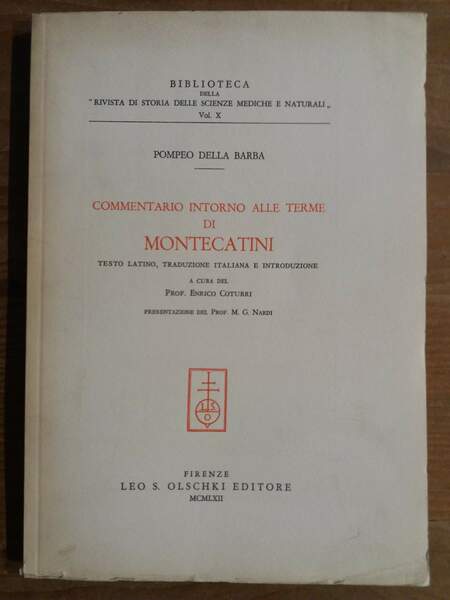 BIBLIOTECA
DELLA
"RIVISTA DI STORIA DELLE SCIENZE MEDICHE E NATURALI„
Vol. X
POMPEO DELLA BARBA
COMMENTARIO INTORNO ALLE TERME
DI
MONTECATINI
TESTO LATINO, TRADUZIONE ITALIANA E INTRODUZIONE
A CURA DEL
PROF. ENRICO COTURRI
PRESENTAZIONE DEL PROF. M. G. NARDI
LS
O
FIRENZE
LEO S. OLSCHKI EDITORE
MCMLXII